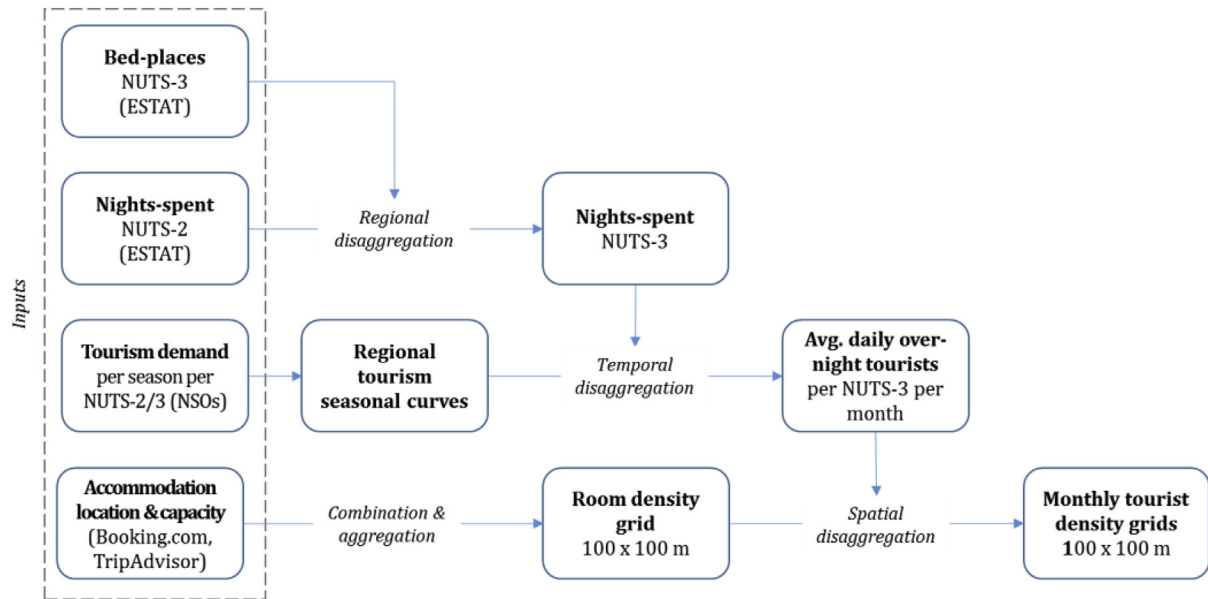 Inputs
Bed-places
NUTS-3
(ESTAT)
Nights-spent
NUTS-2
(ESTAT)
Regional
disaggregation
Nights-spent
NUTS-3
Tourism demand
per season per
NUTS-2/3 (NSOs)
Regional
tourism
seasonal curves
Temporal
disaggregation
Avg. daily over-
night tourists
per NUTS-3 per
month
Accommodation
location & capacity
(Booking.com,
TripAdvisor)
Combination &
aggregation
Room density
grid
100 x 100 m
Spatial
disaggregation
Monthly tourist
density grids
100 x 100 m